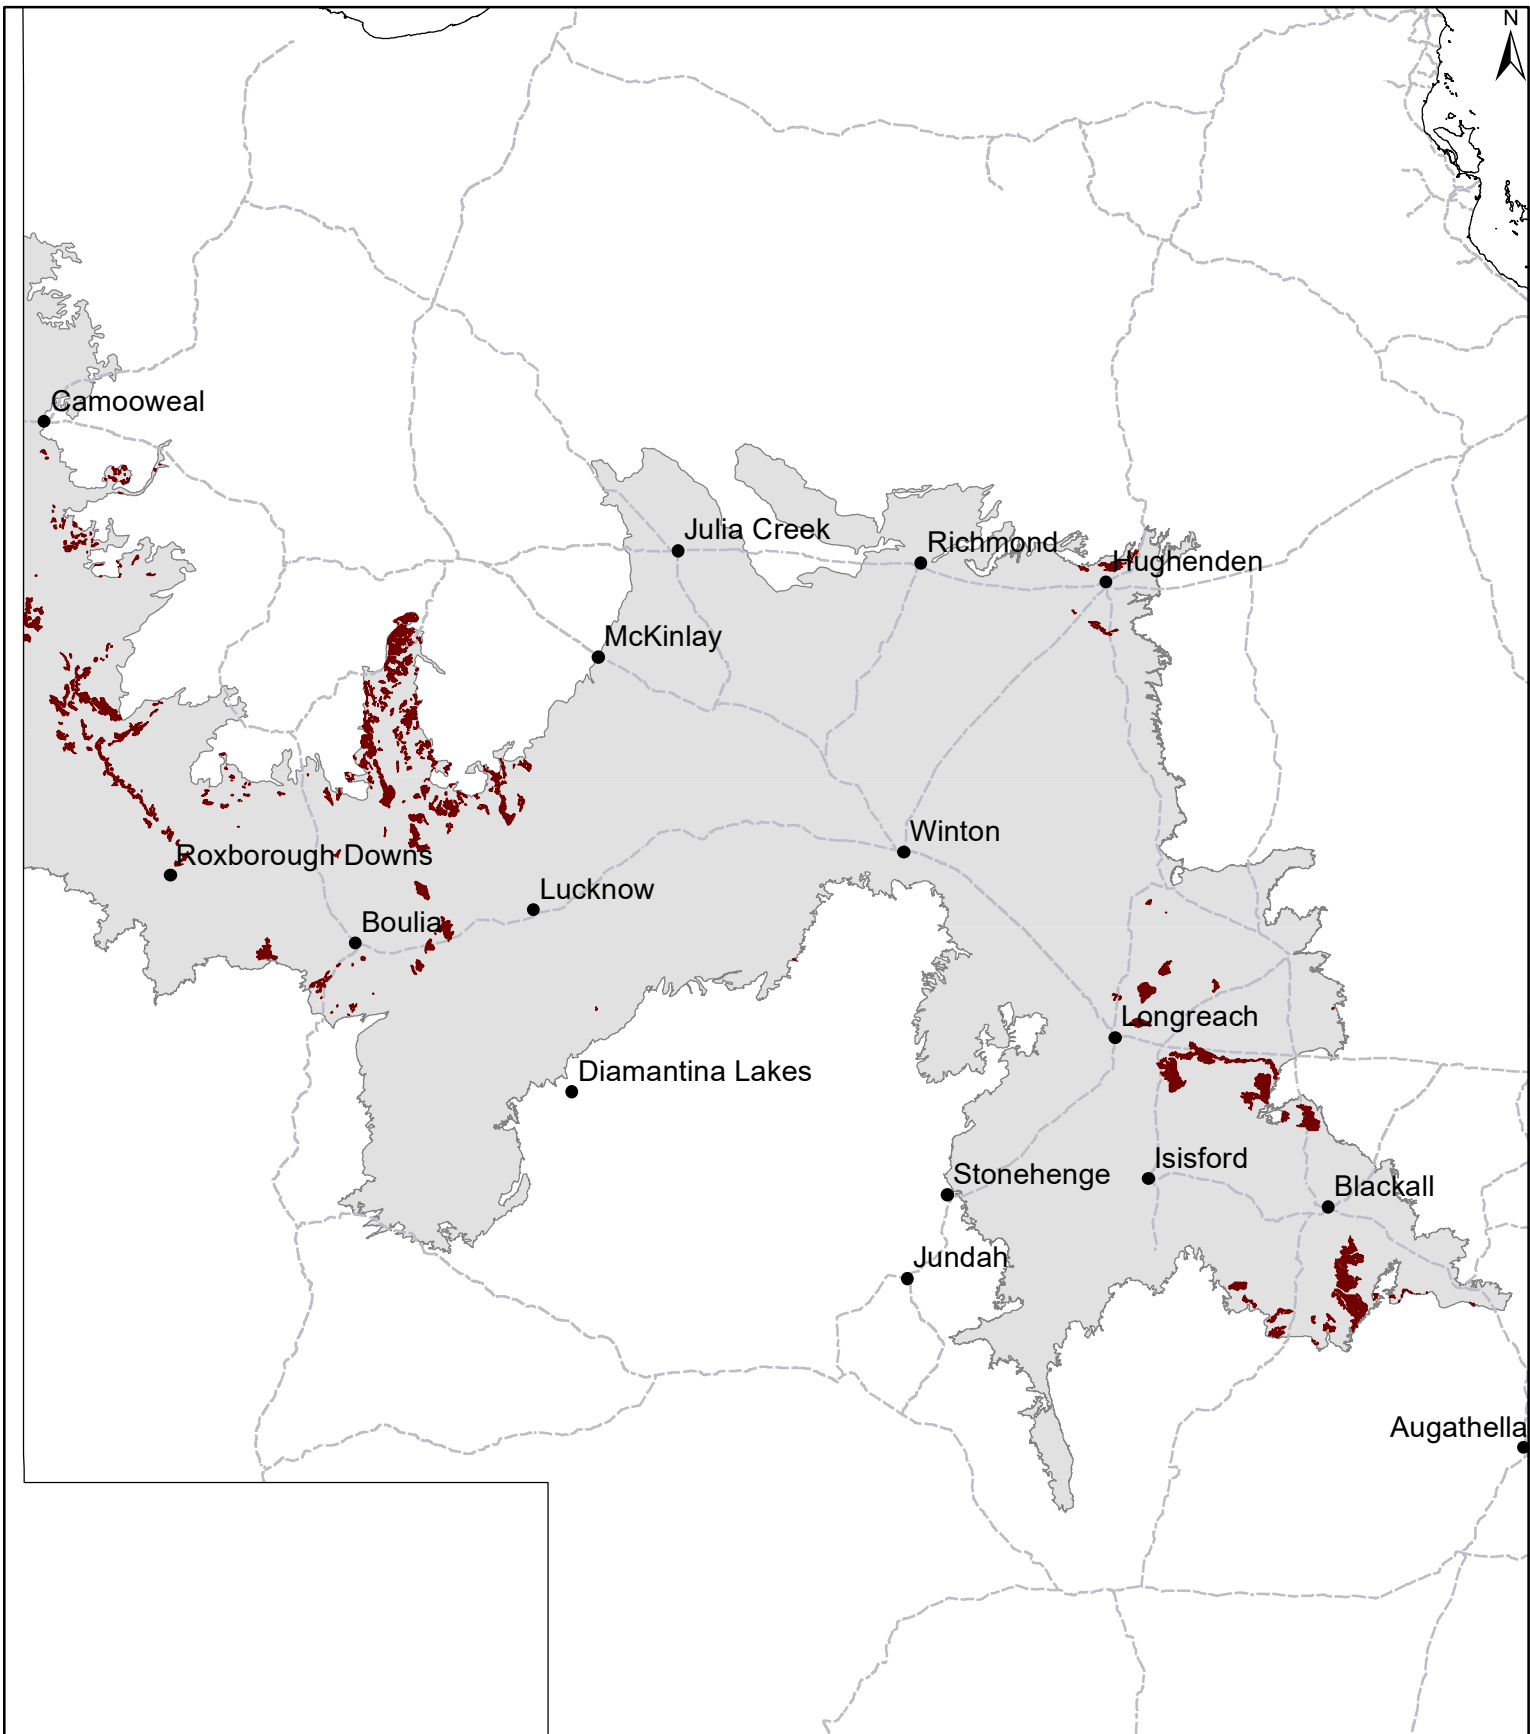 N
Camooweal
Julia Creek
Richmond
Hughenden
McKinlay
Winton
Roxborough Downs
Lucknow
Boulia
Longreach
Diamantina Lakes
Isisford
Stonehenge
Blackall
Jundah
Augathella